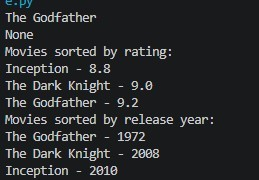 e.py
The Godfather
None
Movies sorted by rating:
Inception - 8.8
The Dark Knight - 9.0
The Godfather - 9.2
Movies sorted by release year:
The Godfather - 1972
The Dark Knight - 2008
Inception - 2010